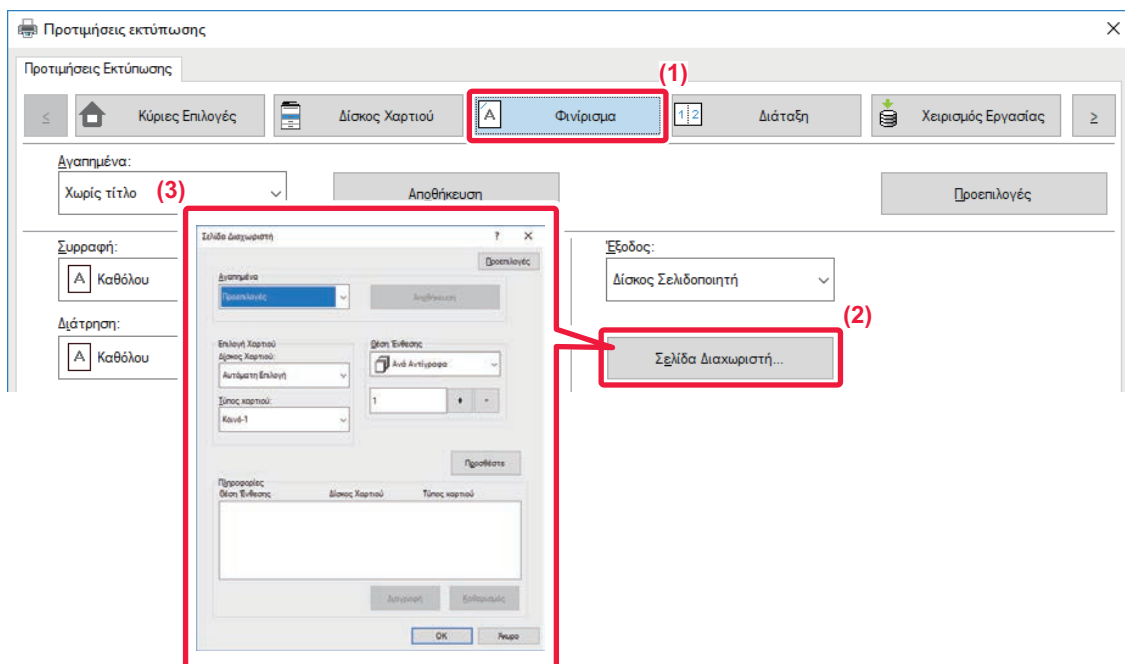 Προτιμήσεις εκτύπωσης
Προτιμήσεις Εκτύπωσης
(1)
< Κύριες Επιλογές Δίσκος Χαρτιού A Φινίρισμα 1 2 Διάταξη Χειρισμός Εργασίας >
Αγαπημένα:
Χωρίς τίτλο (3) Αποθήκευση Προεπιλογές
Συρραφή:
A Καθόλου
Διάτρηση:
A Καθόλου
Έξοδος:
Δίσκος Σελιδοποιητή
(2)
Σελίδα Διαχωριστή...
Σελίδα Διαχωριστή ?
Προεπιλογές
Αγαπημένα
Προεπιλογές Αποθήκευση
Επιλογή Χαρτιού
Δίσκος Χαρτιού:
Αυτόματη Επιλογή
Τύπος χαρτιού:
Κοινό-1
Θέση Ένθεσης
Ανά Αντίγραφο
1 + -
Προσθέστε
Πληροφορίες
Θέση Ένθεσης Δίσκος Χαρτιού Τύπος χαρτιού
Διαγραφή Καθαρισμός
OK Άκυρο